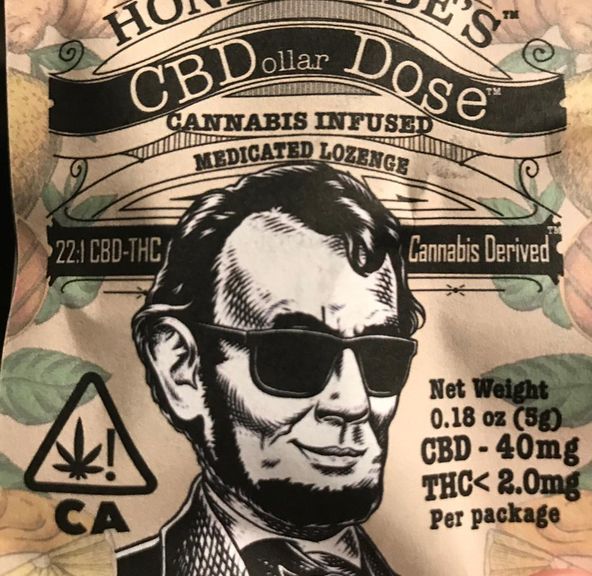 CBDollar Dose™
CANNABIS INFUSED
MEDICATED LOZENGE
22:1 CBD-THC
Cannabis Derived™
Net Weight
0.18 oz (5g)
CBD - 40mg
THC< 2.0mg
Per package
!
CA